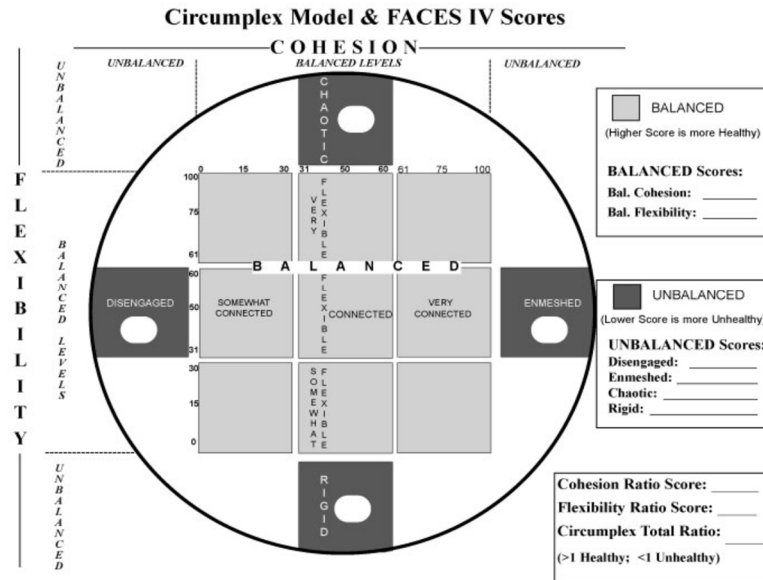 Circumplex Model & FACES IV Scores
COHESION
UNBALANCED
BALANCED LEVELS
UNBALANCED
UNBALANCED
CHAOTIC
0 15 30 31 50 60 61 75 100
100
75
61
VERY FLEXIBLE
BALANCED
60
50
31
DISENGAGED
SOMEWHAT
CONNECTED
FLEXIBLE
CONNECTED
VERY
CONNECTED
ENMESHED
30
15
0
SOMEWHAT FLEXIBLE
RIGID
FLEXIBILITY
BALANCED LEVELS
UNBALANCED
BALANCED
(Higher Score is more Healthy)
BALANCED Scores:
Bal. Cohesion:
Bal. Flexibility:
UNBALANCED
(Lower Score is more Unhealthy)
UNBALANCED Scores:
Disengaged:
Enmeshed:
Chaotic:
Rigid:
Cohesion Ratio Score:
Flexibility Ratio Score:
Circumplex Total Ratio:
(>1 Healthy; <1 Unhealthy)